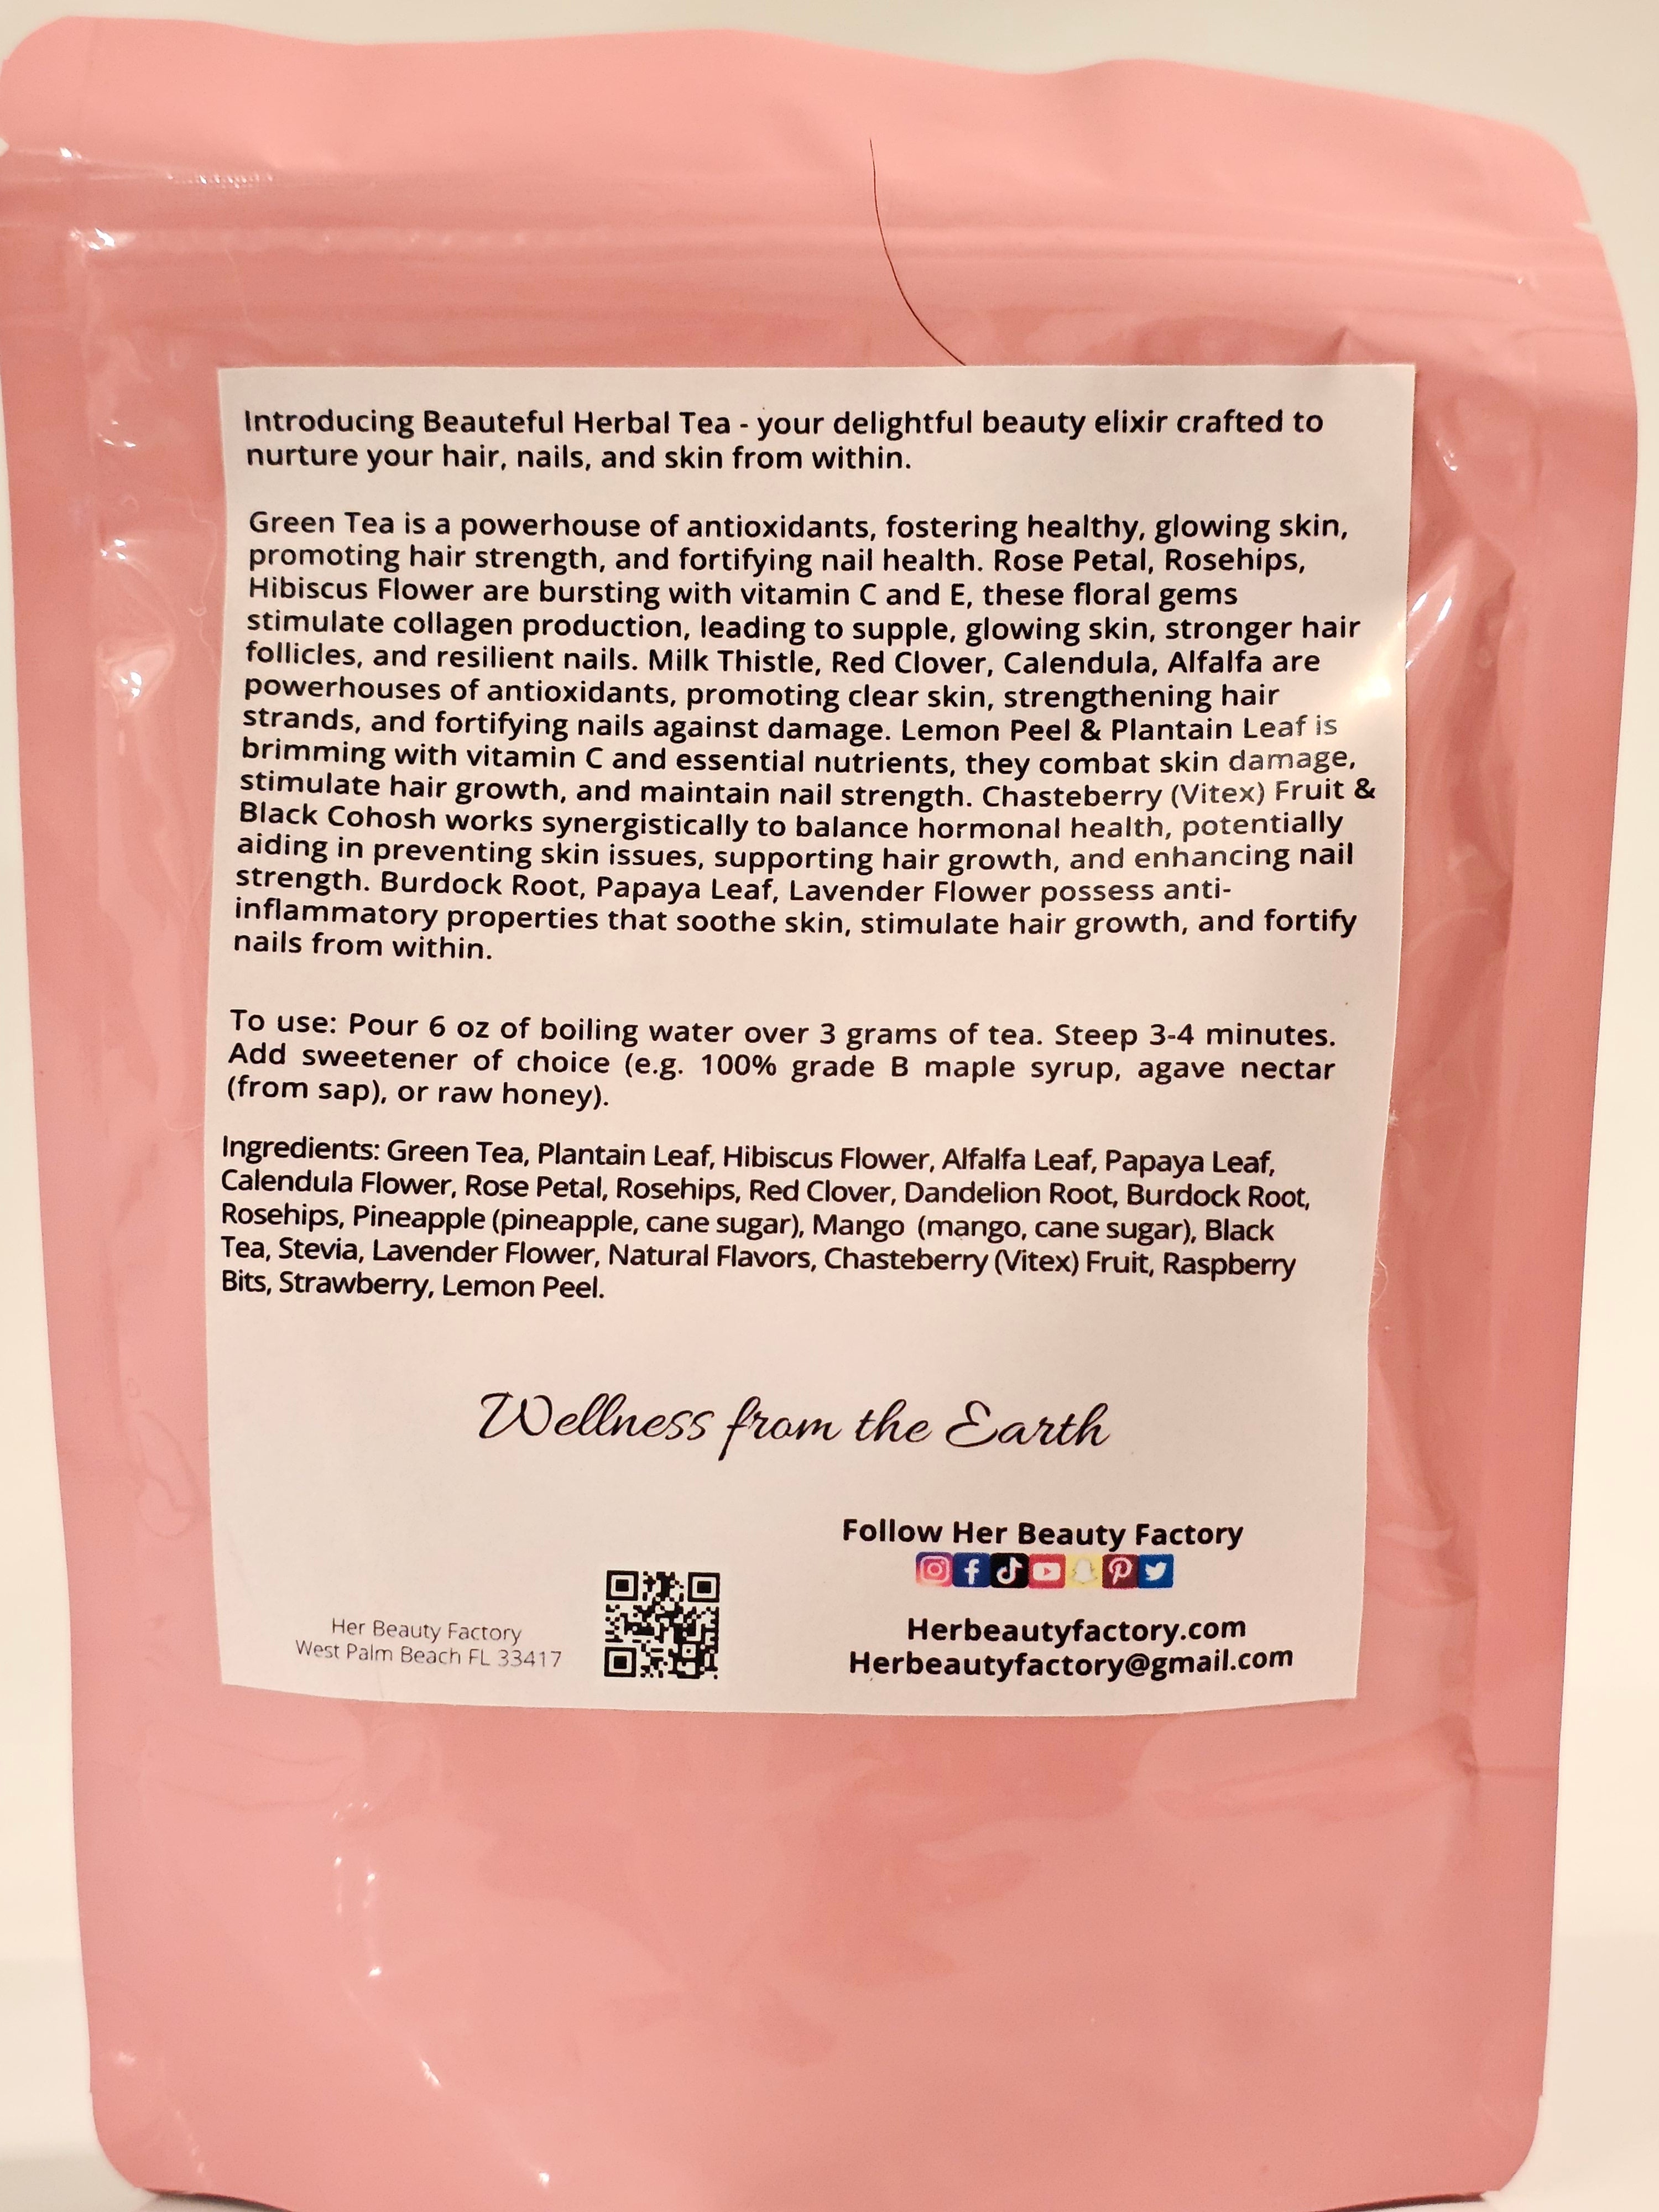 Introducing Beauteful Herbal Tea - your delightful beauty elixir crafted to
nurture your hair, nails, and skin from within.
Green Tea is a powerhouse of antioxidants, fostering healthy, glowing skin,
promoting hair strength, and fortifying nail health. Rose Petal, Rosehips,
Hibiscus Flower are bursting with vitamin C and E, these floral gems
stimulate collagen production, leading to supple, glowing skin, stronger hair
follicles, and resilient nails. Milk Thistle, Red Clover, Calendula, Alfalfa are
powerhouses of antioxidants, promoting clear skin, strengthening hair
strands, and fortifying nails against damage. Lemon Peel & Plantain Leaf is
brimming with vitamin C and essential nutrients, they combat skin damage,
stimulate hair growth, and maintain nail strength. Chasteberry (Vitex) Fruit &
Black Cohosh works synergistically to balance hormonal health, potentially
aiding in preventing skin issues, supporting hair growth, and enhancing nail
strength. Burdock Root, Papaya Leaf, Lavender Flower possess anti-
inflammatory properties that soothe skin, stimulate hair growth, and fortify
nails from within.
To use: Pour 6 oz of boiling water over 3 grams of tea. Steep 3-4 minutes.
Add sweetener of choice (e.g. 100% grade B maple syrup, agave nectar
(from sap), or raw honey).
Ingredients: Green Tea, Plantain Leaf, Hibiscus Flower, Alfalfa Leaf, Papaya Leaf,
Calendula Flower, Rose Petal, Rosehips, Red Clover, Dandelion Root, Burdock Root,
Rosehips, Pineapple (pineapple, cane sugar), Mango (mango, cane sugar), Black
Tea, Stevia, Lavender Flower, Natural Flavors, Chasteberry (Vitex) Fruit, Raspberry
Bits, Strawberry, Lemon Peel.
Wellness from the Earth
Follow Her Beauty Factory
Her Beauty Factory
West Palm Beach FL 33417
Herbeautyfactory.com
Herbeautyfactory@gmail.com